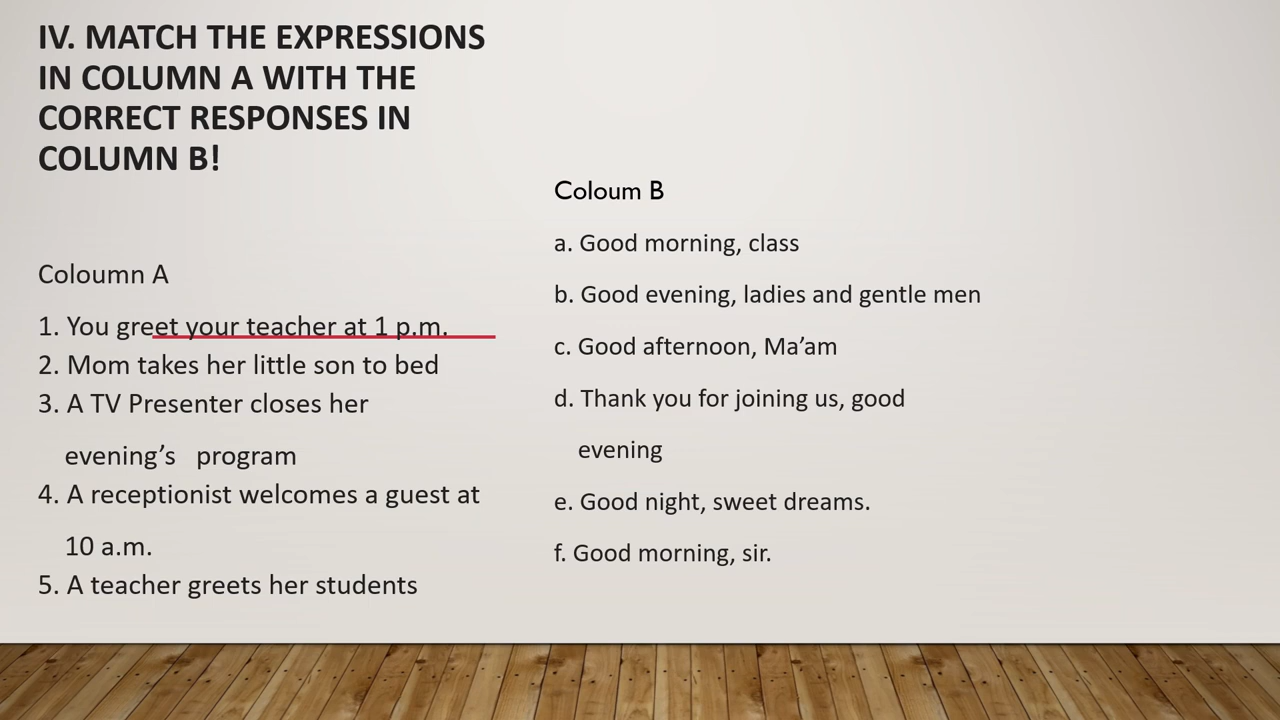 IV. MATCH THE EXPRESSIONS
IN COLUMN A WITH THE
CORRECT RESPONSES IN
COLUMN B!
Coloumn A
1. You greet your teacher at 1 p.m.
2. Mom takes her little son to bed
3. A TV Presenter closes her
evening’s program
4. A receptionist welcomes a guest at
10 a.m.
5. A teacher greets her students
Coloum B
a. Good morning, class
b. Good evening, ladies and gentle men
c. Good afternoon, Ma’am
d. Thank you for joining us, good
evening
e. Good night, sweet dreams.
f. Good morning, sir.